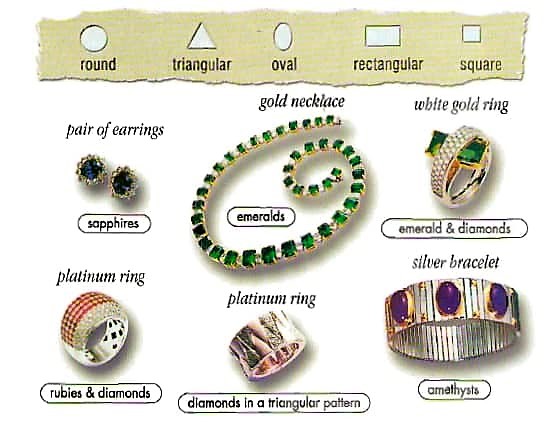 round
triangular
oval
rectangular
square
gold necklace
white gold ring
pair of earrings
sapphires
emeralds
emerald & diamonds
platinum ring
platinum ring
silver bracelet
rubies & diamonds
diamonds in a triangular pattern
amethysts